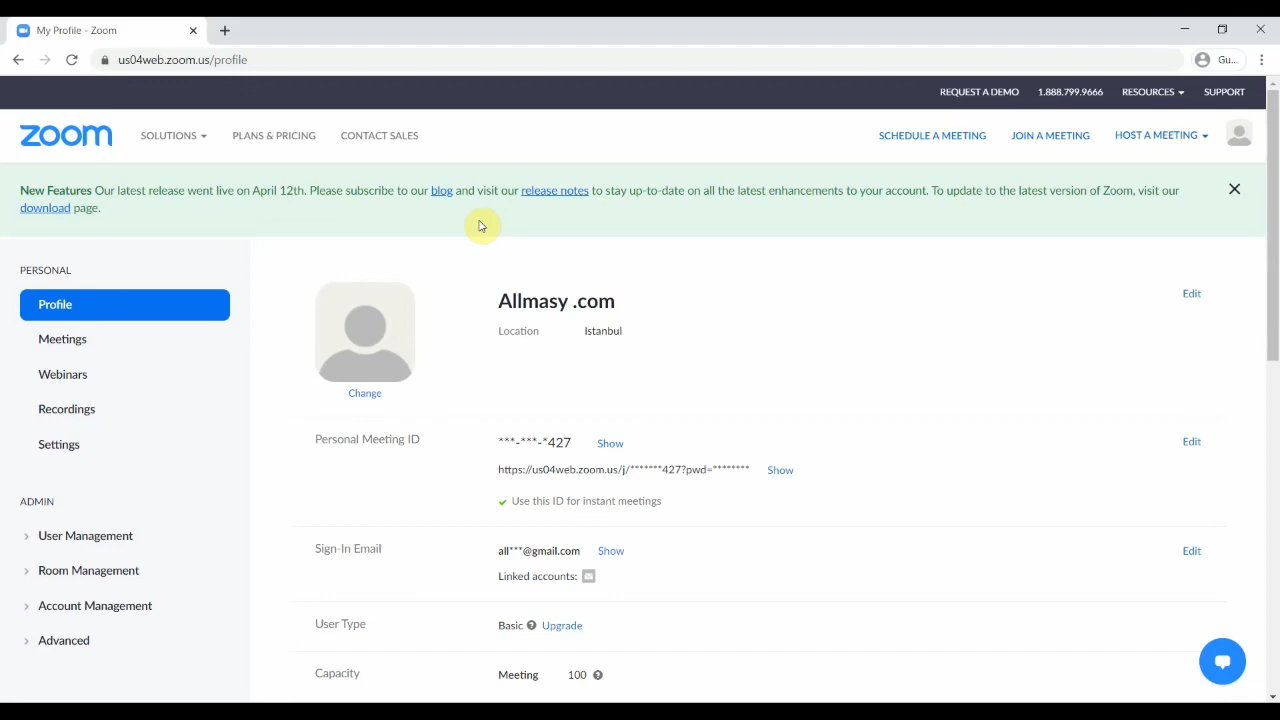 My Profile - Zoom
us04web.zoom.us/profile
Gu...
REQUEST A DEMO 1.888.799.9666 RESOURCES SUPPORT
zoom SOLUTIONS PLANS & PRICING CONTACT SALES SCHEDULE A MEETING JOIN A MEETING HOST A MEETING
New Features Our latest release went live on April 12th. Please subscribe to our blog and visit our release notes to stay up-to-date on all the latest enhancements to your account. To update to the latest version of Zoom, visit our
download page.
PERSONAL
Profile
Meetings
Webinars
Recordings
Settings
ADMIN
User Management
Room Management
Account Management
Advanced
Change
Allmasy .com
Edit
Location Istanbul
Personal Meeting ID ***-***-*427 Show Edit
https://us04web.zoom.us/j/*******427?pwd=******** Show
Use this ID for instant meetings
Sign-In Email all***@gmail.com Show Edit
Linked accounts:
User Type Basic Upgrade
Capacity Meeting 100